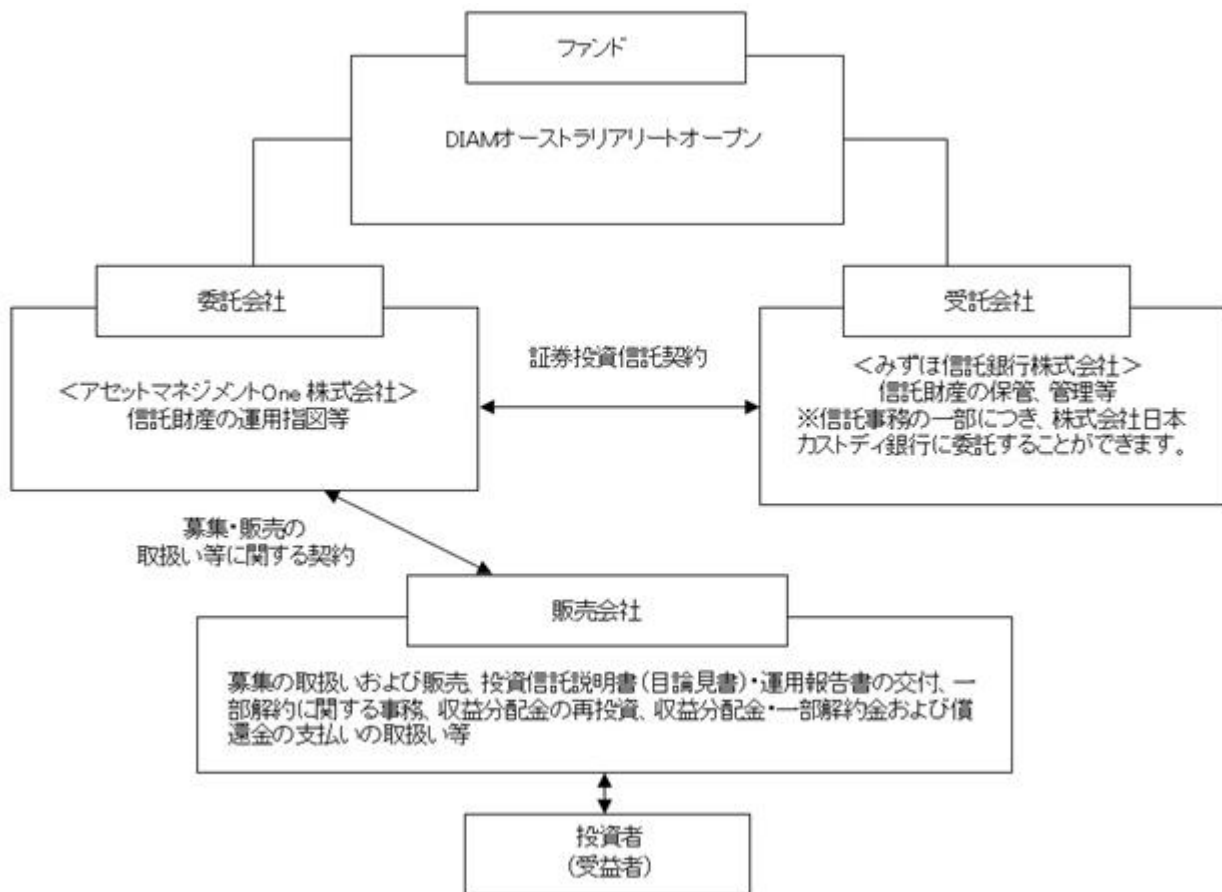 ファンド
DIAMオーストラリアリートオープン
委託会社
<アセットマネジメントOne 株式会社>
信託財産の運用指図等
証券投資信託契約
受託会社
<みずほ信託銀行株式会社>
信託財産の保管、管理等
※信託事務の一部につき、株式会社日本
カストディ銀行に委託することができます。
募集・販売の
取扱い等に関する契約
販売会社
募集の取扱いおよび販売、投資信託説明書(目論見書)・運用報告書の交付、一
部解約に関する事務、収益分配金の再投資、収益分配金・一部解約金および償
還金の支払いの取扱い等
投資者
(受益者)